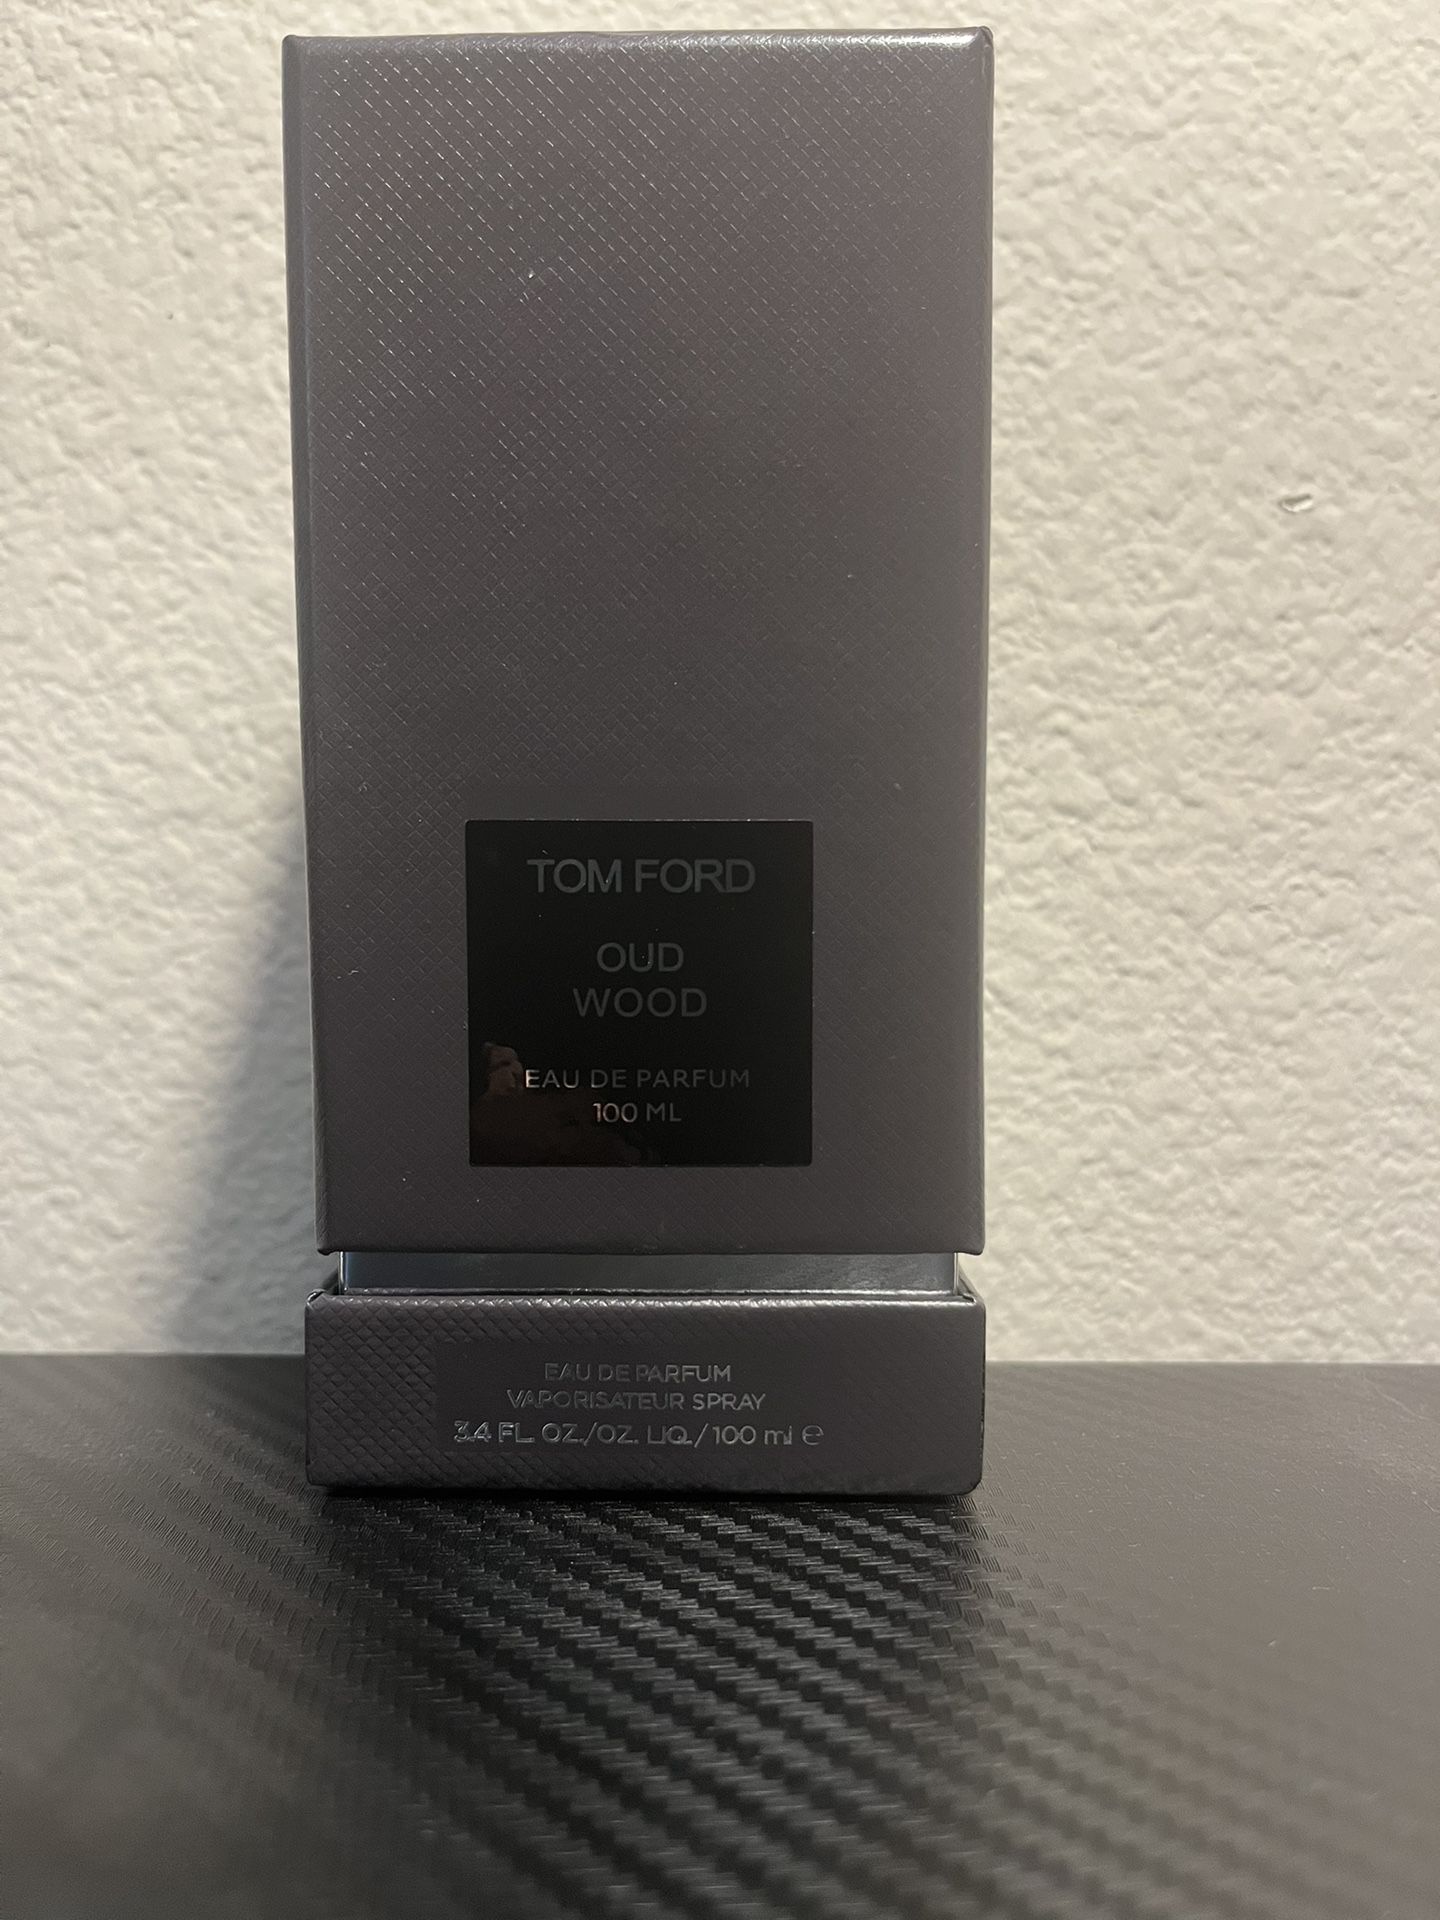 TOM FORD
OUD
WOOD
EAU DE PARFUM
100 ML
EAU DE PARFUM
VAPORISATEUR SPRAY
3.4 FL. OZ./OZ. LIQ./100 ml ℮